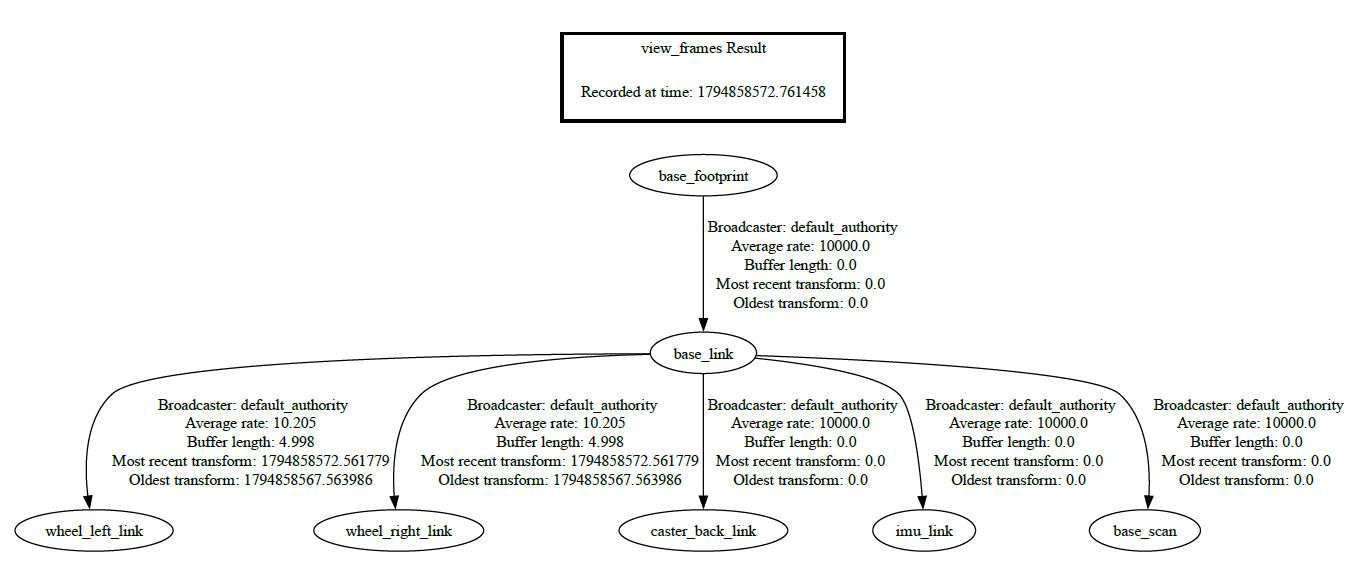 view_frames Result
Recorded at time: 1794858572.761458
base_footprint
Broadcaster: default_authority
Average rate: 10000.0
Buffer length: 0.0
Most recent transform: 0.0
Oldest transform: 0.0
base_link
Broadcaster: default_authority
Average rate: 10.205
Buffer length: 4.998
Most recent transform: 1794858572.561779
Oldest transform: 1794858567.563986
Broadcaster: default_authority
Average rate: 10.205
Buffer length: 4.998
Most recent transform: 1794858572.561779
Oldest transform: 1794858567.563986
Broadcaster: default_authority
Average rate: 10000.0
Buffer length: 0.0
Most recent transform: 0.0
Oldest transform: 0.0
Broadcaster: default_authority
Average rate: 10000.0
Buffer length: 0.0
Most recent transform: 0.0
Oldest transform: 0.0
Broadcaster: default_authority
Average rate: 10000.0
Buffer length: 0.0
Most recent transform: 0.0
Oldest transform: 0.0
wheel_left_link
wheel_right_link
caster_back_link
imu_link
base_scan